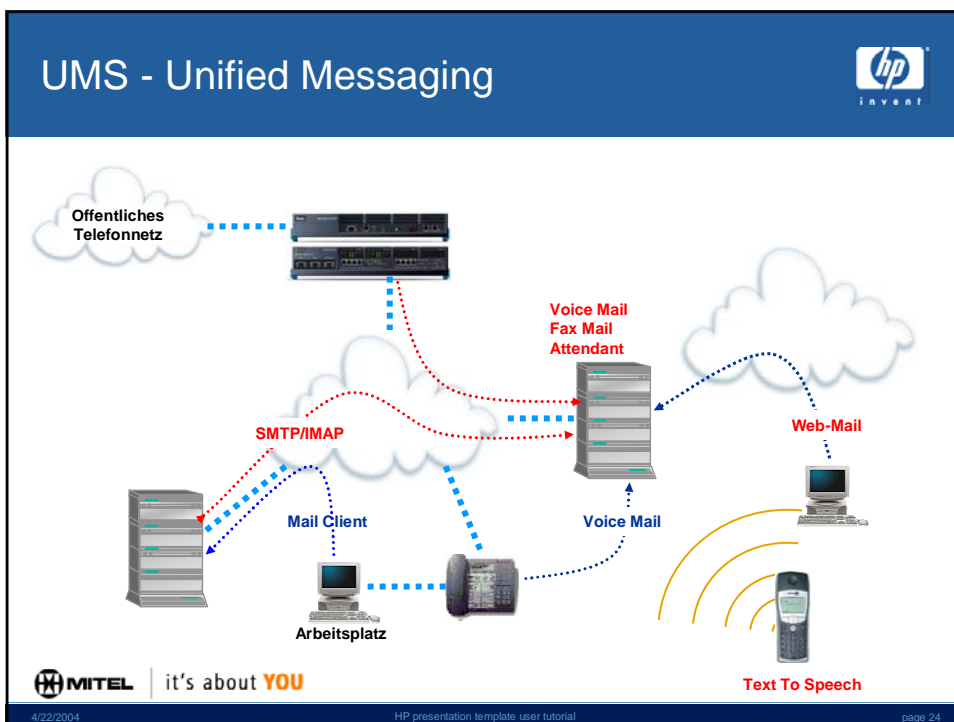 UMS - Unified Messaging
hp
invent
Offentliches
Telefonnetz
Voice Mail
Fax Mail
Attendant
SMTP/IMAP
Web-Mail
Mail Client
Voice Mail
Arbeitsplatz
MITEL
it's about YOU
Text To Speech
4/22/2004
HP presentation template user tutorial
page 24